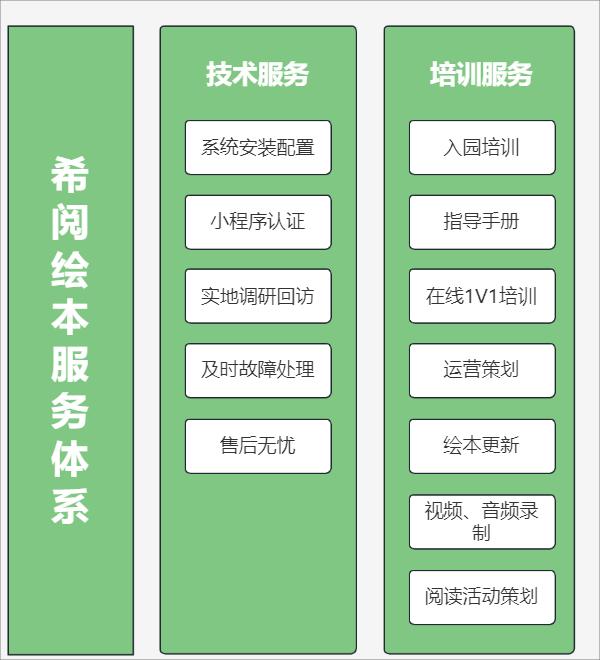 希阅绘本服务体系
技术服务
系统安装配置
小程序认证
实地调研回访
及时故障处理
售后无忧
培训服务
入园培训
指导手册
在线1V1培训
运营策划
绘本更新
视频、音频录
制
阅读活动策划